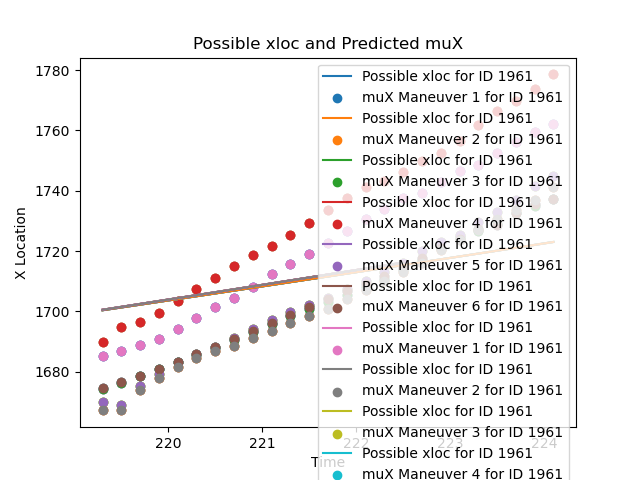 Possible xloc and Predicted muX
1780
1760
1740
1720
1700
1680
X Location
220
221
222
223
224
Time
Possible xloc for ID 1961
muX Maneuver 1 for ID 1961
Possible xloc for ID 1961
muX Maneuver 2 for ID 1961
Possible xloc for ID 1961
muX Maneuver 3 for ID 1961
Possible xloc for ID 1961
muX Maneuver 4 for ID 1961
Possible xloc for ID 1961
muX Maneuver 5 for ID 1961
Possible xloc for ID 1961
muX Maneuver 6 for ID 1961
Possible xloc for ID 1961
muX Maneuver 1 for ID 1961
Possible xloc for ID 1961
muX Maneuver 2 for ID 1961
Possible xloc for ID 1961
muX Maneuver 3 for ID 1961
Possible xloc for ID 1961
muX Maneuver 4 for ID 1961